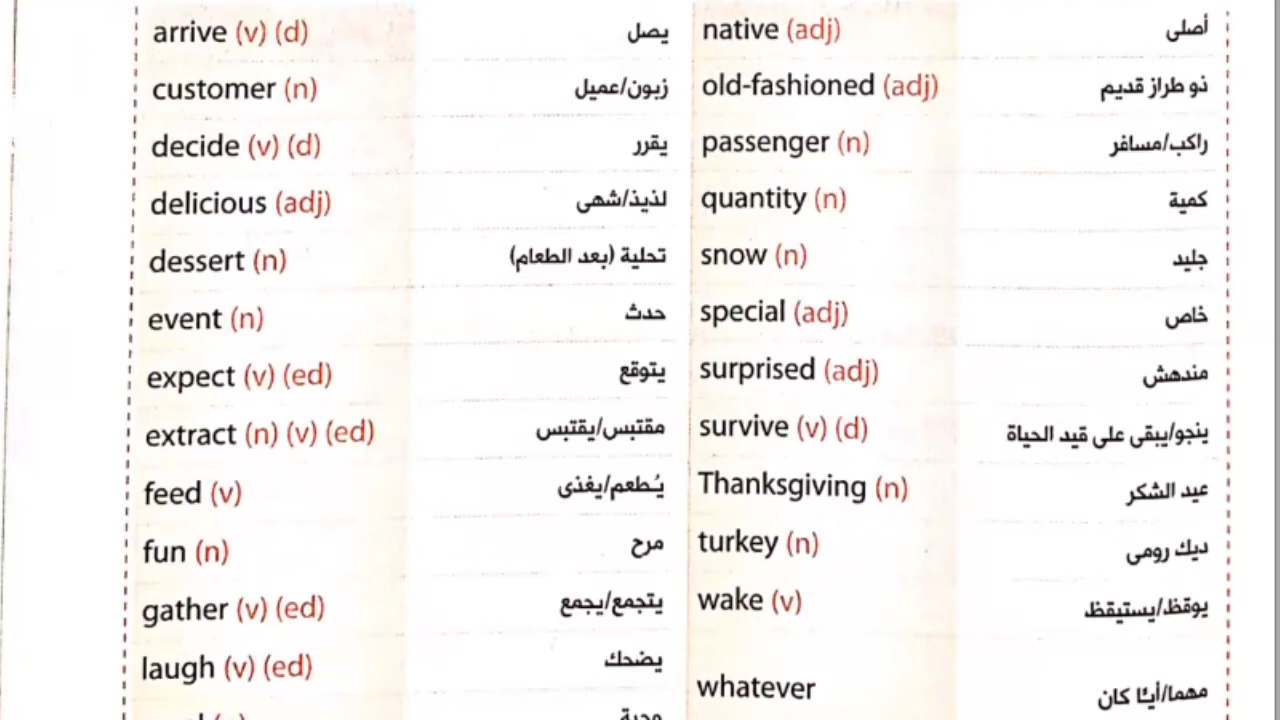 arrive (v) (d) يصل
customer (n) زبون/عميل
decide (v) (d) يقرر
delicious (adj) لذيذ/شهى
dessert (n) تحلية (بعد الطعام)
event (n) حدث
expect (v) (ed) يتوقع
extract (n) (v) (ed) مقتبس/يقتبس
feed (v) يُطعم/يغذى
fun (n) مرح
gather (v) (ed) يتجمع/يجمع
laugh (v) (ed) يضحك
native (adj) أصلى
old-fashioned (adj) ذو طراز قديم
passenger (n) راكب/مسافر
quantity (n) كمية
snow (n) جليد
special (adj) خاص
surprised (adj) مندهش
survive (v) (d) ينجو/يبقى على قيد الحياة
Thanksgiving (n) عيد الشكر
turkey (n) ديك رومى
wake (v) يوقظ/يستيقظ
whatever مهما/أيًا كان